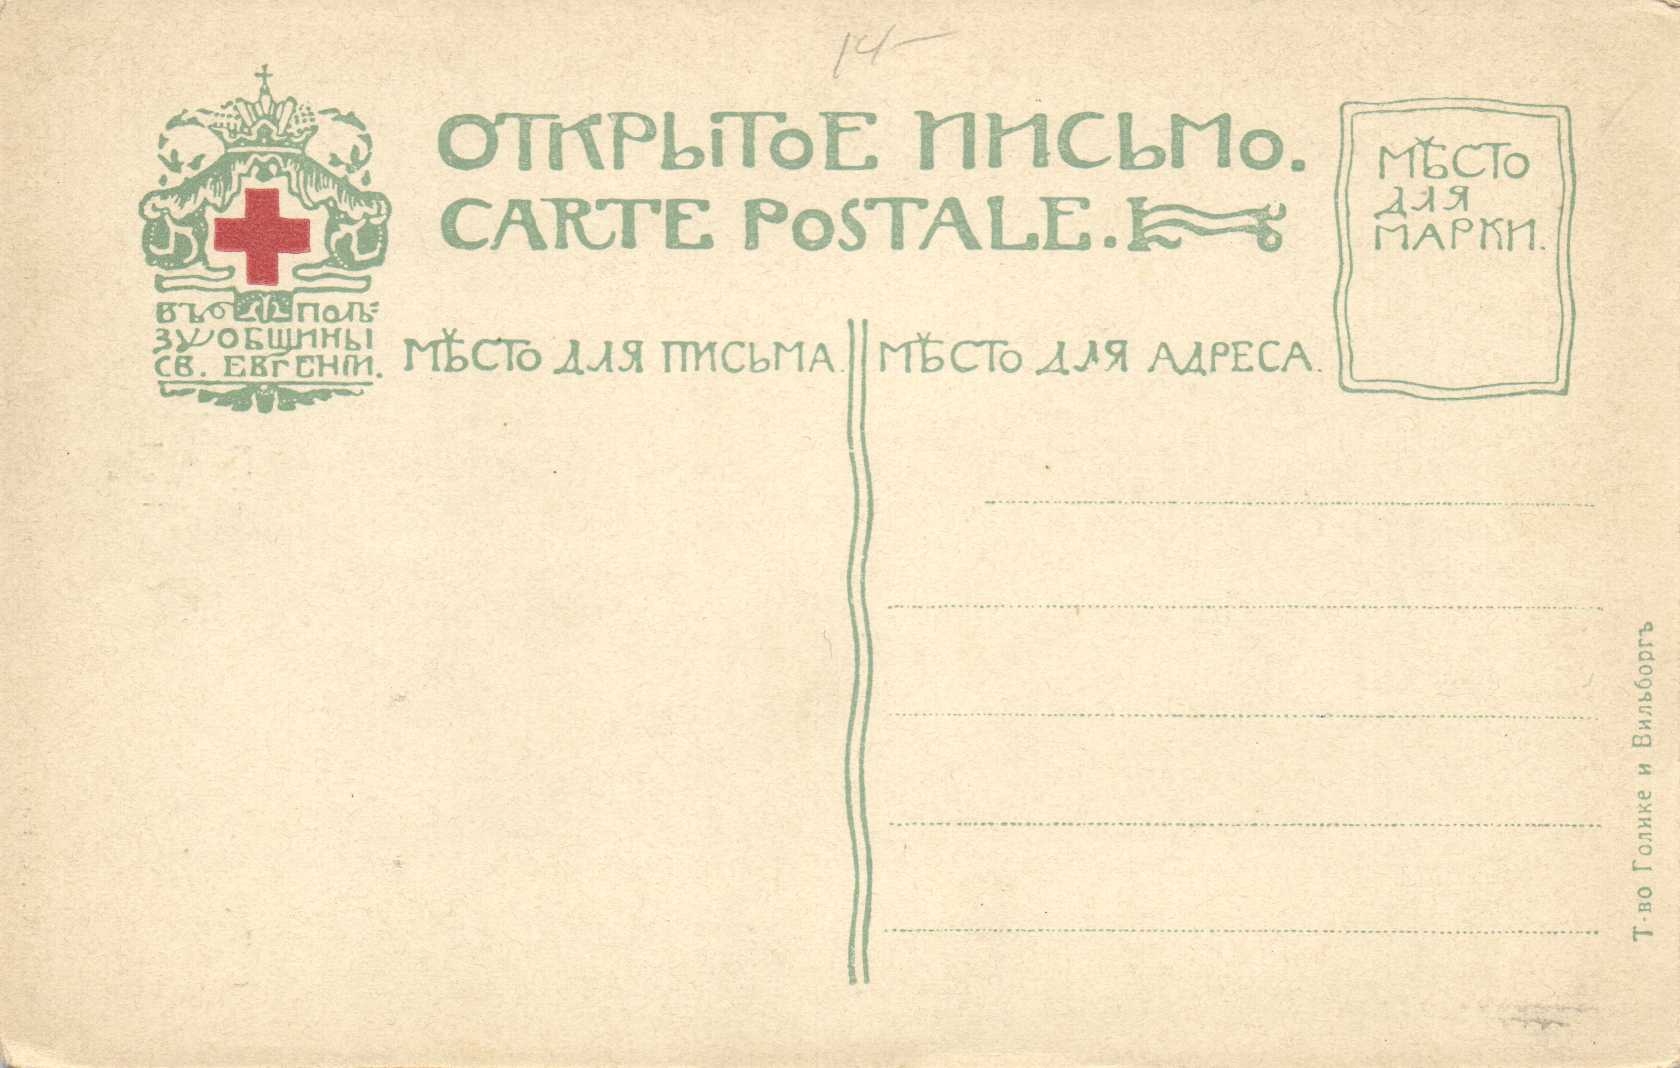 14-
ОТКРЫТОЕ ПИСЬМО.
CARTE POSTALE.
МѢСТО
ДЛЯ
МАРКИ.
ВЪ ПОЛЬ=
ЗУ ОБЩИНЫ
СВ. ЕВГЕНІИ.
МѢСТО ДЛЯ ПИСЬМА.
МѢСТО ДЛЯ АДРЕСА.
Т-во Голике и Вильборгъ